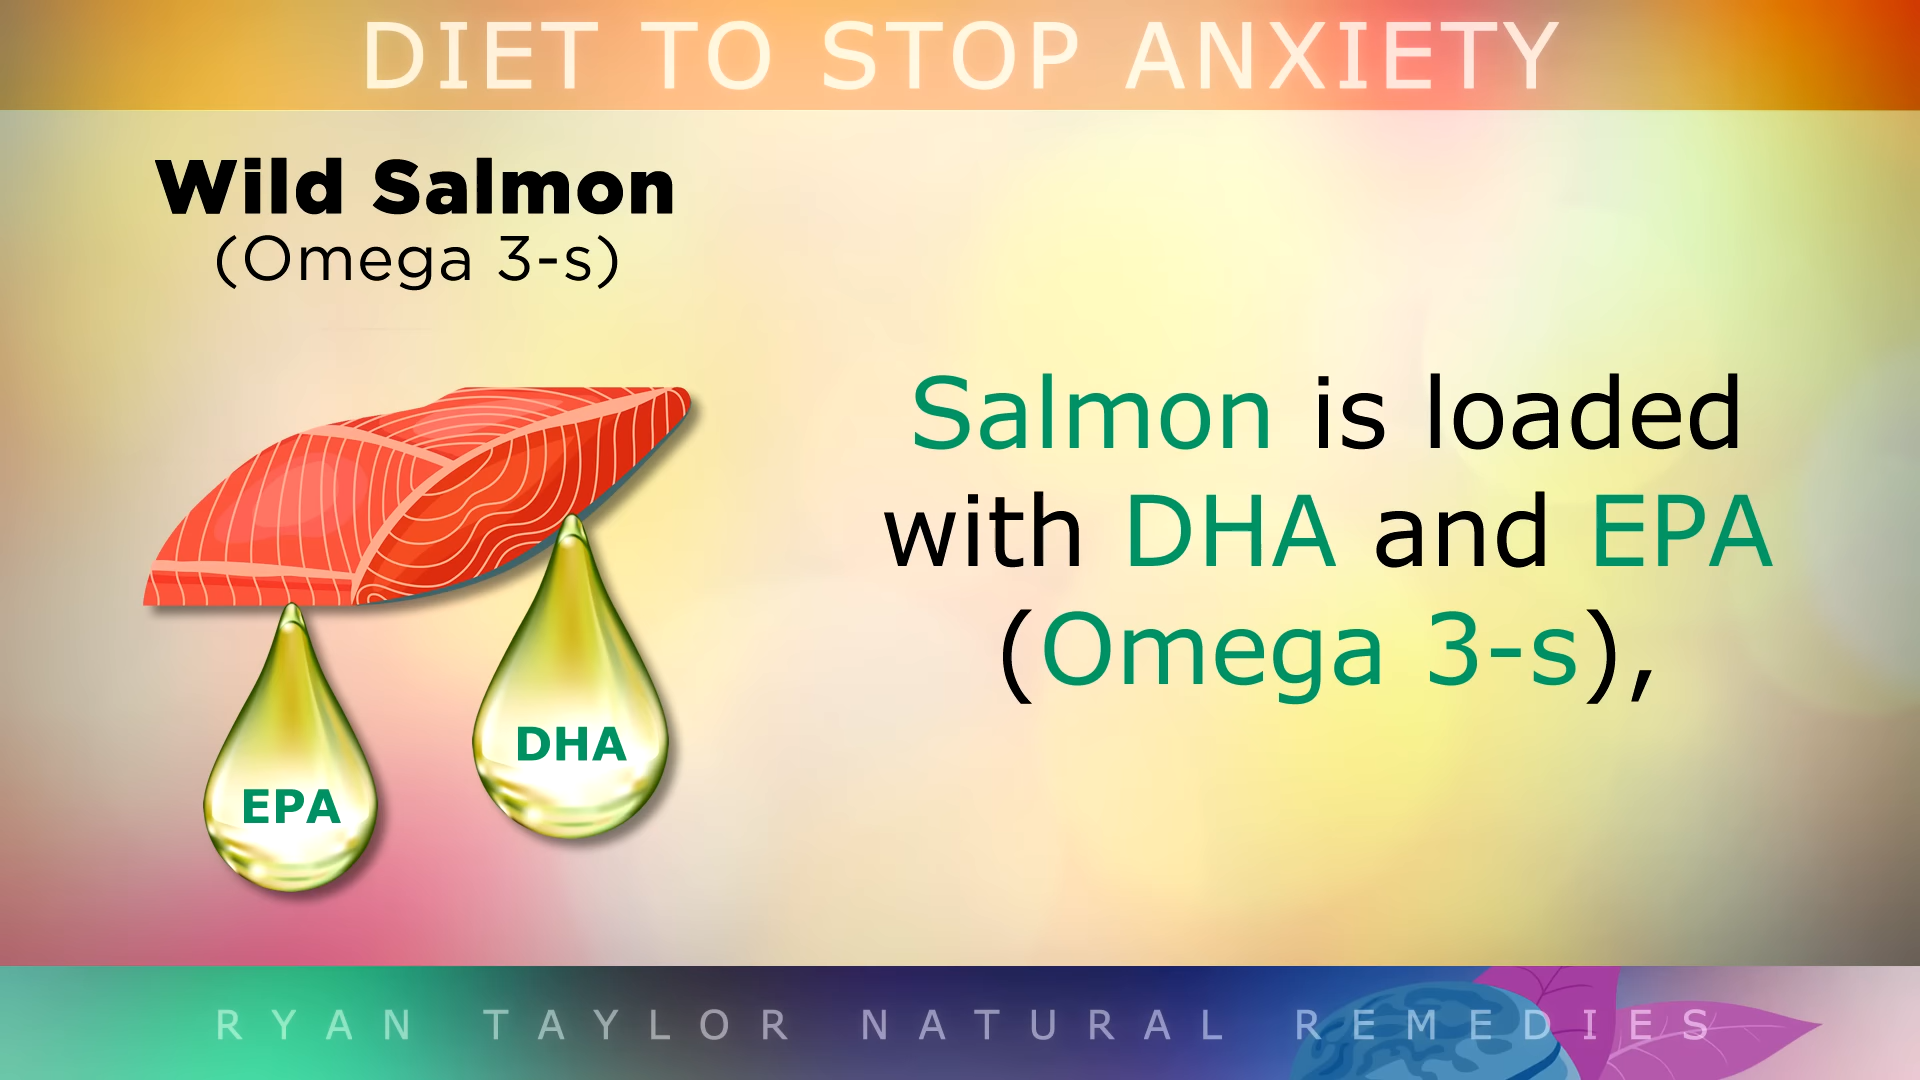 DIET TO STOP ANXIETY
Wild Salmon
(Omega 3-s)
EPA
DHA
Salmon is loaded
with DHA and EPA
(Omega 3-s),
RYAN TAYLOR NATURAL REMEDIES